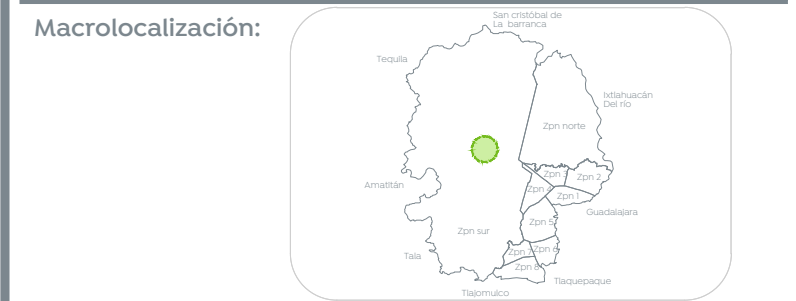 Macrolocalización:
San cristóbal de
La barranca
Tequila
Ixtlahuacán
Del río
Zpn norte
Zpn 3
Zpn 2
Zpn 4
Zpn 1
Amatitán
Guadalajara
Zpn 5
Zpn sur
Zpn 7
Zpn 6
Tala
Zpn 8
Tlaquepaque
Tlajomulco